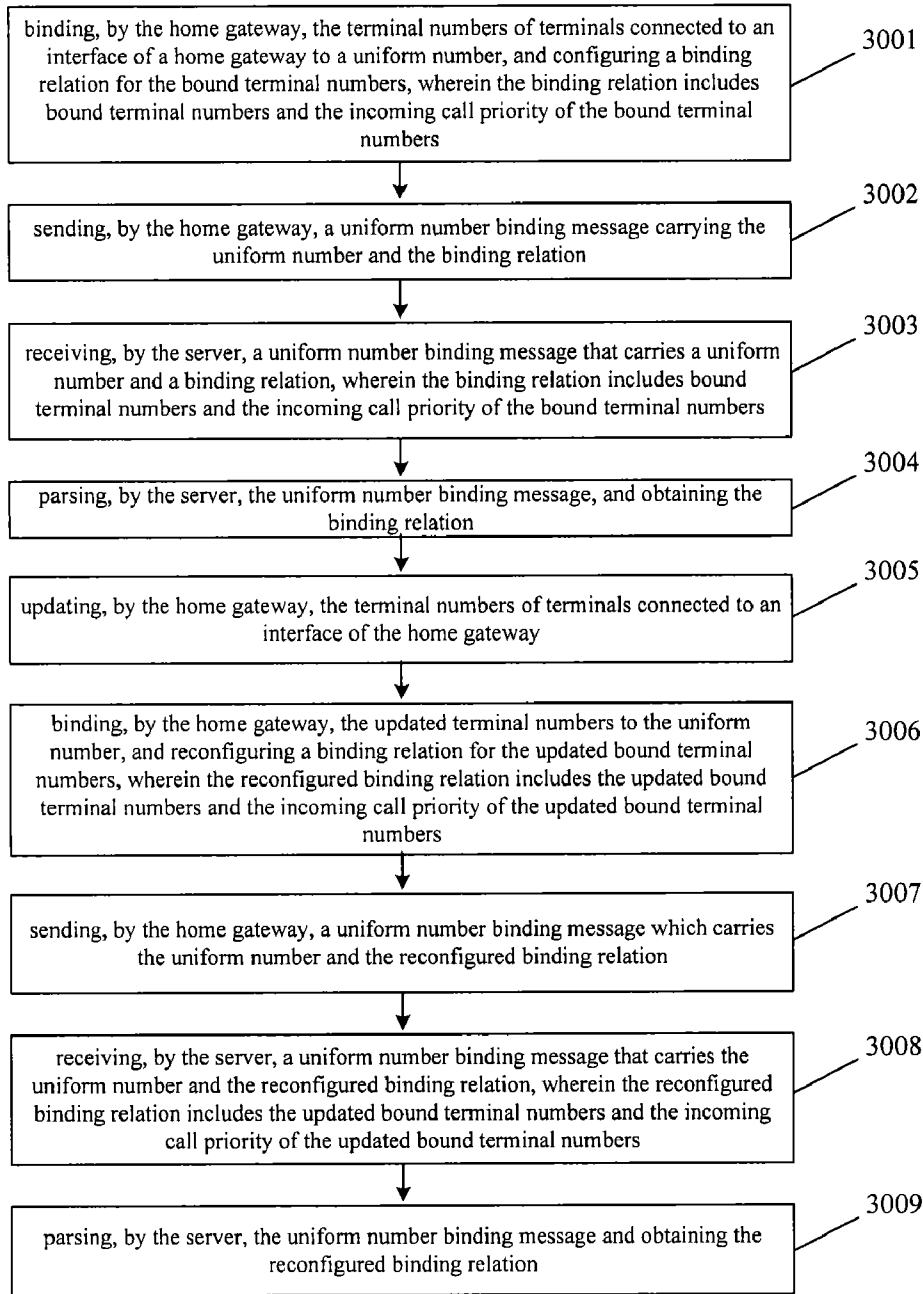 binding, by the home gateway, the terminal numbers of terminals connected to an
interface of a home gateway to a uniform number, and configuring a binding
relation for the bound terminal numbers, wherein the binding relation includes
bound terminal numbers and the incoming call priority of the bound terminal
numbers
3001
sending, by the home gateway, a uniform number binding message carrying the
uniform number and the binding relation
3002
receiving, by the server, a uniform number binding message that carries a uniform
number and a binding relation, wherein the binding relation includes bound
terminal numbers and the incoming call priority of the bound terminal numbers
3003
parsing, by the server, the uniform number binding message, and obtaining the
binding relation
3004
updating, by the home gateway, the terminal numbers of terminals connected to an
interface of the home gateway
3005
binding, by the home gateway, the updated terminal numbers to the uniform
number, and reconfiguring a binding relation for the updated bound terminal
numbers, wherein the reconfigured binding relation includes the updated bound
terminal numbers and the incoming call priority of the updated bound terminal
numbers
3006
sending, by the home gateway, a uniform number binding message which carries
the uniform number and the reconfigured binding relation
3007
receiving, by the server, a uniform number binding message that carries the
uniform number and the reconfigured binding relation, wherein the reconfigured
binding relation includes the updated bound terminal numbers and the incoming
call priority of the updated bound terminal numbers
3008
parsing, by the server, the uniform number binding message and obtaining the
reconfigured binding relation
3009